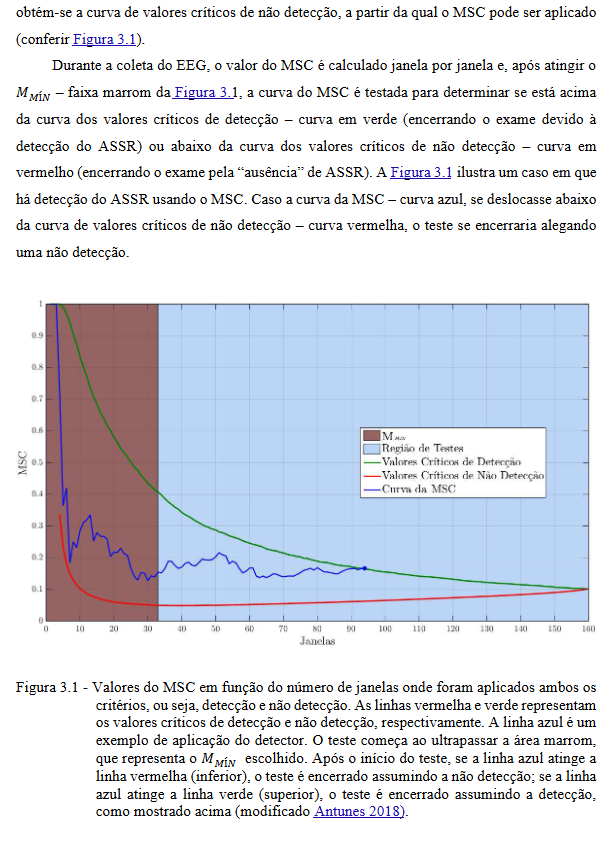 obtém-se a curva de valores críticos de não detecção, a partir da qual o MSC pode ser aplicado
(conferir Figura 3.1).
Durante a coleta do EEG, o valor do MSC é calculado janela por janela e, após atingir o
M_MÍN – faixa marrom da Figura 3.1, a curva do MSC é testada para determinar se está acima
da curva dos valores críticos de detecção – curva em verde (encerrando o exame devido à
detecção do ASSR) ou abaixo da curva dos valores críticos de não detecção – curva em
vermelho (encerrando o exame pela “ausência” de ASSR). A Figura 3.1 ilustra um caso em que
há detecção do ASSR usando o MSC. Caso a curva da MSC – curva azul, se deslocasse abaixo
da curva de valores críticos de não detecção – curva vermelha, o teste se encerraria alegando
uma não detecção.
1
0.9
0.8
0.7
0.6
0.5
0.4
0.3
0.2
0.1
0
MSC
M
Região de Testes
Valores Críticos de Detecção
Valores Críticos de Não Detecção
Curva da MSC
0 10 20 30 40 50 60 70 80 90 100 110 120 130 140 150 160
Janelas
Figura 3.1 - Valores do MSC em função do número de janelas onde foram aplicados ambos os
critérios, ou seja, detecção e não detecção. As linhas vermelha e verde representam
os valores críticos de detecção e não detecção, respectivamente. A linha azul é um
exemplo de aplicação do detector. O teste começa ao ultrapassar a área marrom,
que representa o M_MÍN escolhido. Após o início do teste, se a linha azul atinge a
linha vermelha (inferior), o teste é encerrado assumindo a não detecção; se a linha
azul atinge a linha verde (superior), o teste é encerrado assumindo a detecção,
como mostrado acima (modificado Antunes 2018).